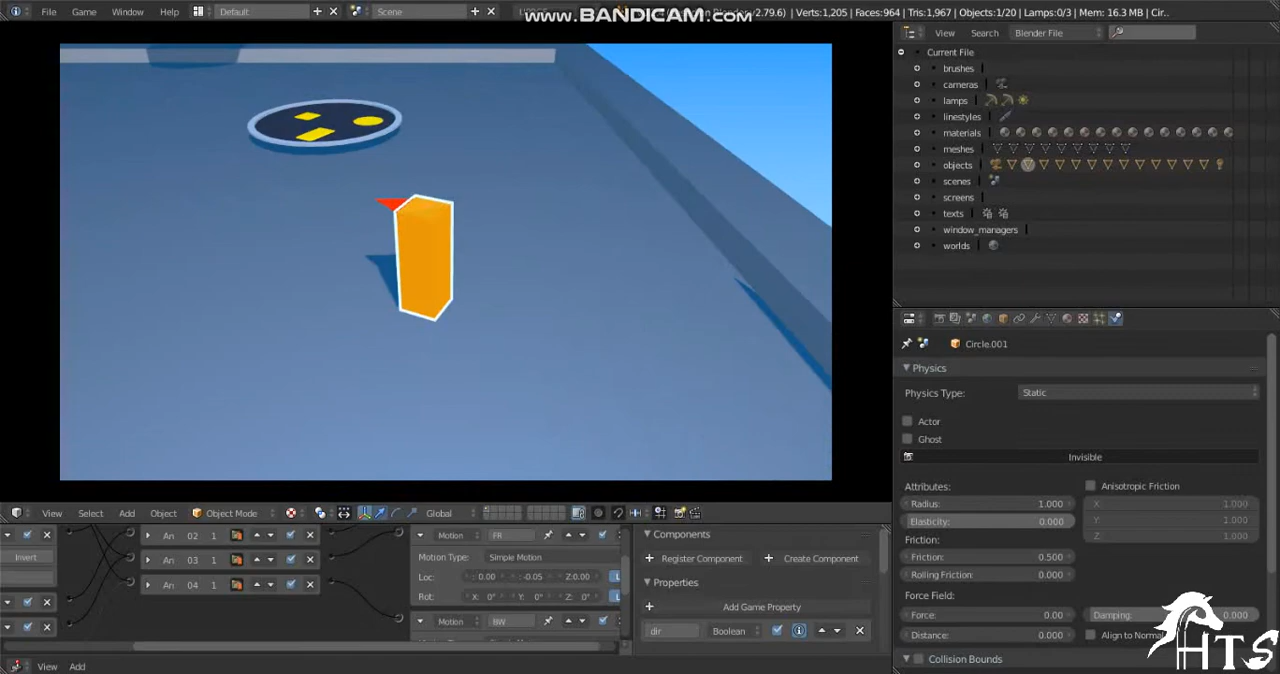 File Game Window Help Default Scene www.BANDICAM.com v2.79.6) | Verts:1,205 | Faces:964 | Tris:1,967 | Objects:1/20 | Lamps:0/3 | Mem: 16.3 MB | Cir..
View Search Blender File
Current File
brushes
cameras
lamps
linestyles
materials
meshes
objects
scenes
screens
texts
window_managers
worlds
Circle.001
Physics
Physics Type: Static
Actor
Ghost
Invisible
Attributes: Anisotropic Friction
Radius: 1.000 X: 1.000
Elasticity: 0.000 Y: 1.000
Friction: Z: 1.000
Friction: 0.500
Rolling Friction: 0.000
Force Field:
Force: 0.00 Damping: 0.000
Distance: 0.000 Align to Normal
Collision Bounds
View Select Add Object Object Mode Global
An 02 1
An 03 1
An 04 1
Invert
Motion FR
Motion Type: Simple Motion
Loc: : 0.00 : -0.05 Z:0.00 L
Rot: X: 0° Y: 0° Z: 0° L
Motion BW
Components
Register Component Create Component
Properties
Add Game Property
dir Boolean
View Add
HTS